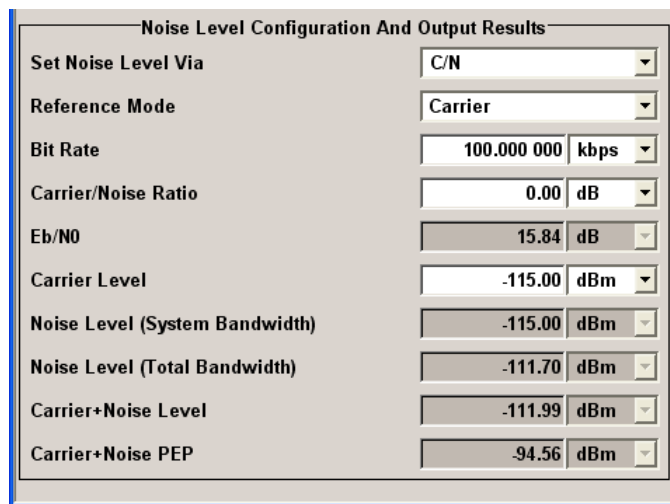 Noise Level Configuration And Output Results
Set Noise Level Via C/N
Reference Mode Carrier
Bit Rate 100.000 000 kbps
Carrier/Noise Ratio 0.00 dB
Eb/N0 15.84 dB
Carrier Level -115.00 dBm
Noise Level (System Bandwidth) -115.00 dBm
Noise Level (Total Bandwidth) -111.70 dBm
Carrier+Noise Level -111.99 dBm
Carrier+Noise PEP -94.56 dBm